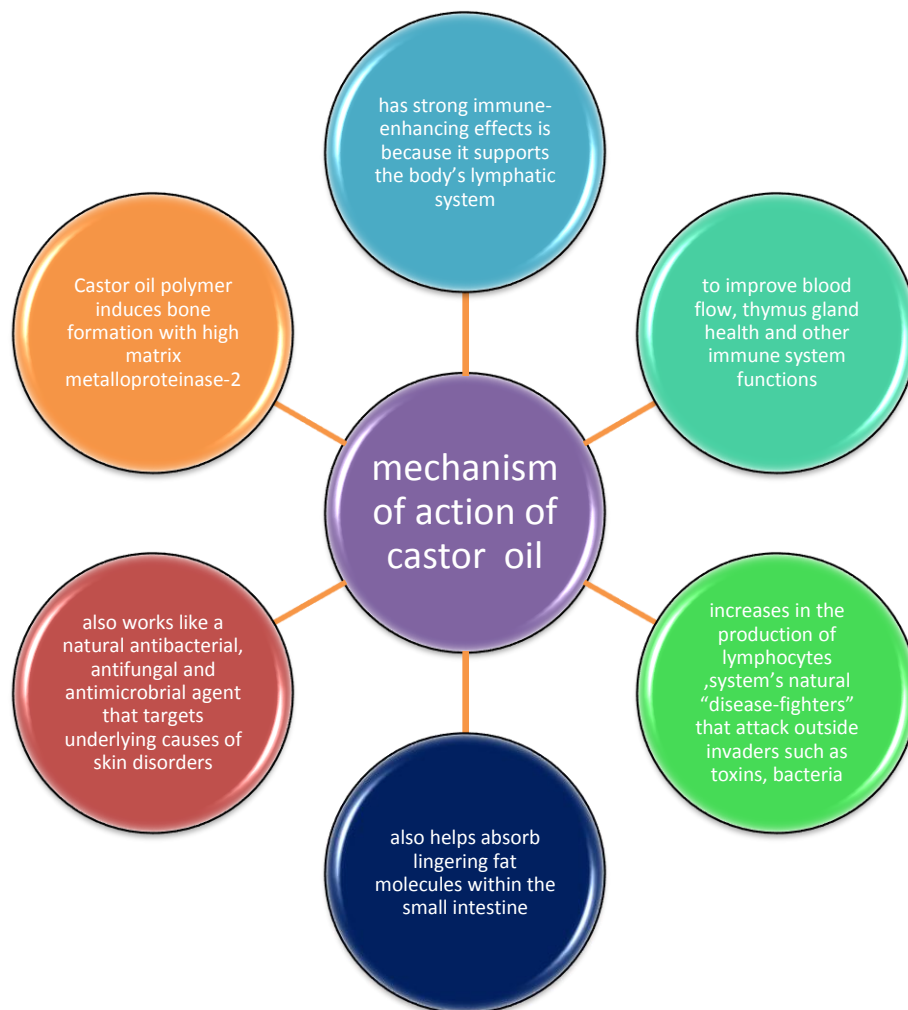 has strong immune-
enhancing effects is
because it supports
the body's lymphatic
system
Castor oil polymer
induces bone
formation with high
matrix
metalloproteinase-2
to improve blood
flow, thymus gland
health and other
immune system
functions
mechanism
of action of
castor oil
also works like a
natural antibacterial,
antifungal and
antimicrbrial agent
that targets
underlying causes of
skin disorders
increases in the
production of
lymphocytes
,system's natural
“disease-fighters”
that attack outside
invaders such as
toxins, bacteria
also helps absorb
lingering fat
molecules within the
small intestine